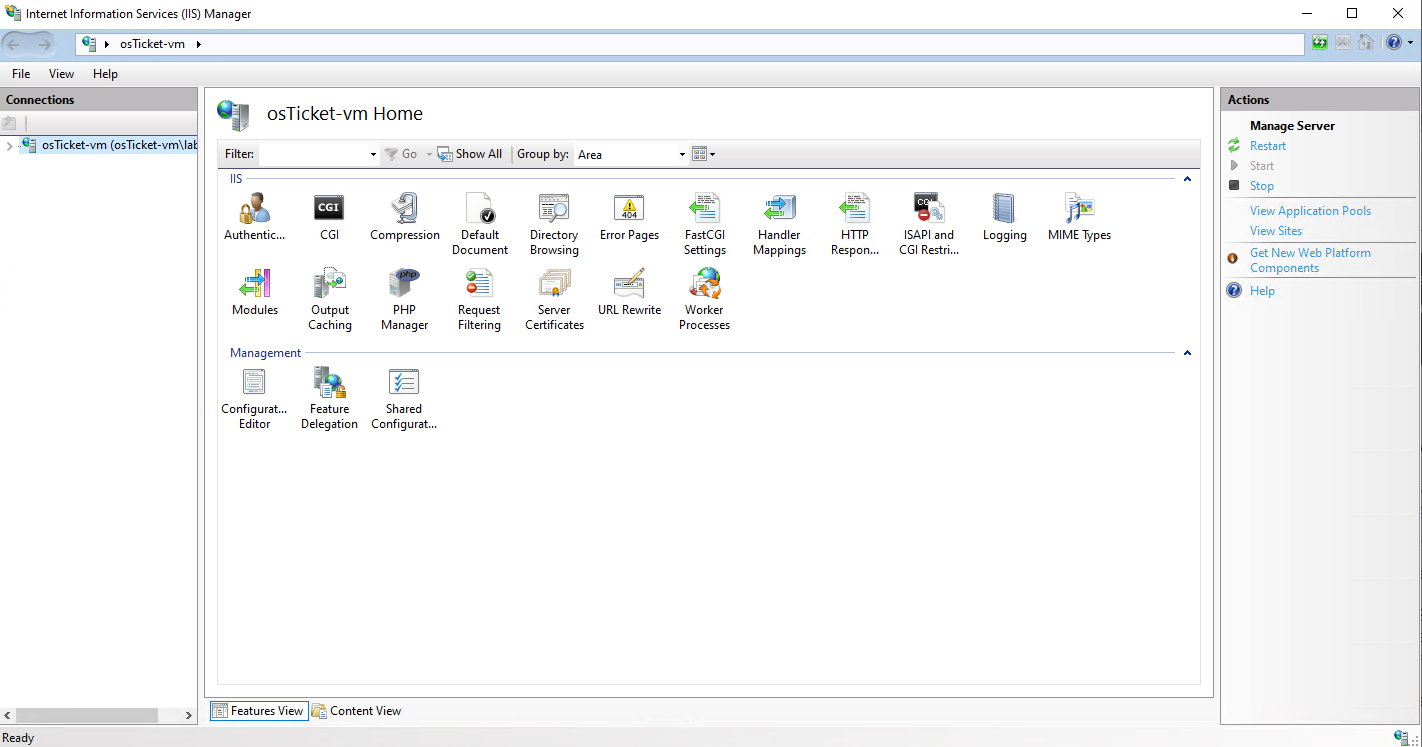 Internet Information Services (IIS) Manager
osTicket-vm
File View Help
Connections
osTicket-vm (osTicket-vm\lab
osTicket-vm Home
Filter: Go Show All Group by: Area
IIS
Authentic... CGI Compression Default Document Directory Browsing Error Pages FastCGI Settings Handler Mappings HTTP Respon... ISAPI and CGI Restri... Logging MIME Types
Modules Output Caching PHP Manager Request Filtering Server Certificates URL Rewrite Worker Processes
Management
Configurat... Editor Feature Delegation Shared Configurat...
Features View Content View
Actions
Manage Server
Restart
Start
Stop
View Application Pools
View Sites
Get New Web Platform
Components
Help
Ready